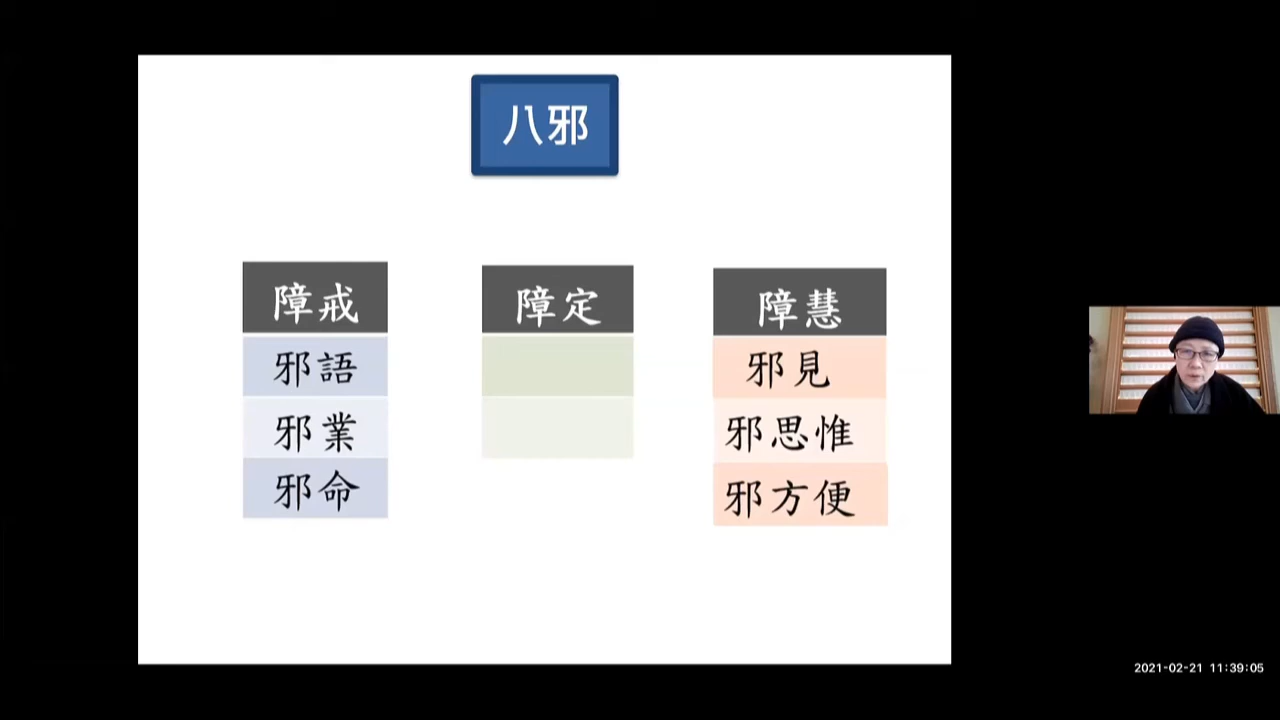 八邪
障戒
邪語
邪業
邪命
障定
障慧
邪見
邪思惟
邪方便
2021-02-21 11:39:05